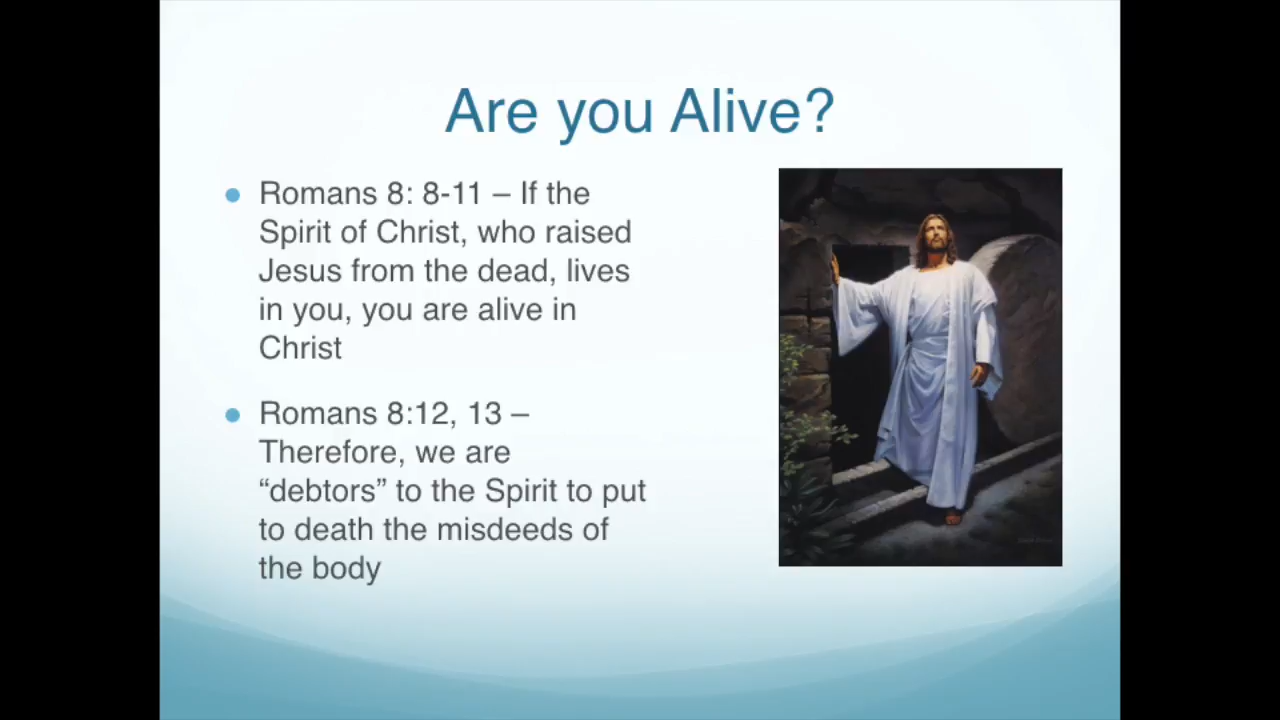 Are you Alive?
Romans 8: 8-11 – If the
Spirit of Christ, who raised
Jesus from the dead, lives
in you, you are alive in
Christ
Romans 8:12, 13 –
Therefore, we are
“debtors” to the Spirit to put
to death the misdeeds of
the body